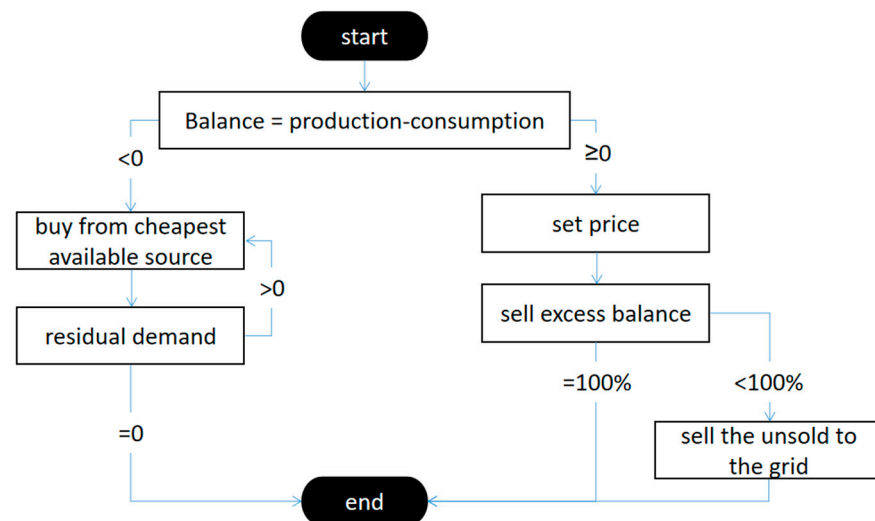 start
Balance = production-consumption
<0
≥0
buy from cheapest
available source
set price
>0
residual demand
sell excess balance
=100%
<100%
=0
sell the unsold to
the grid
end